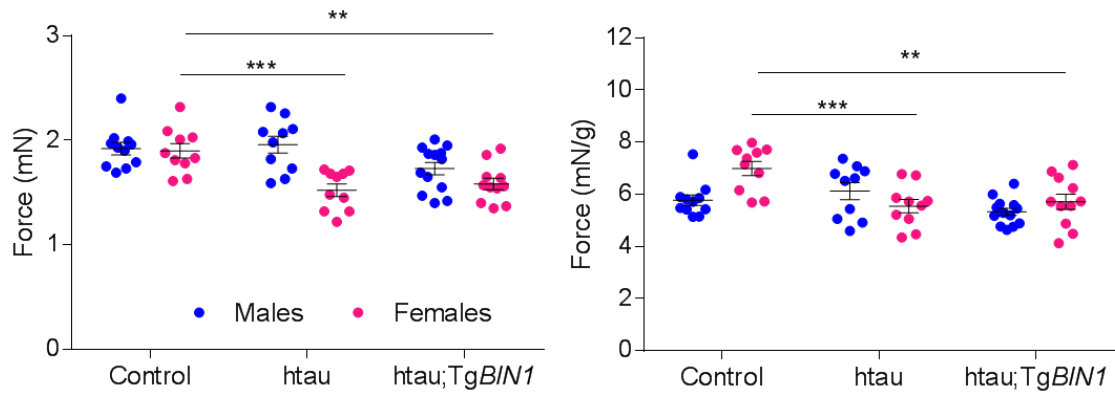 **
***
3
2
1
0
Force (mN)
Males
Females
Control
htau
htau;TgBIN1
**
***
12
10
8
6
4
2
0
Force (mN/g)
Control
htau
htau;TgBIN1